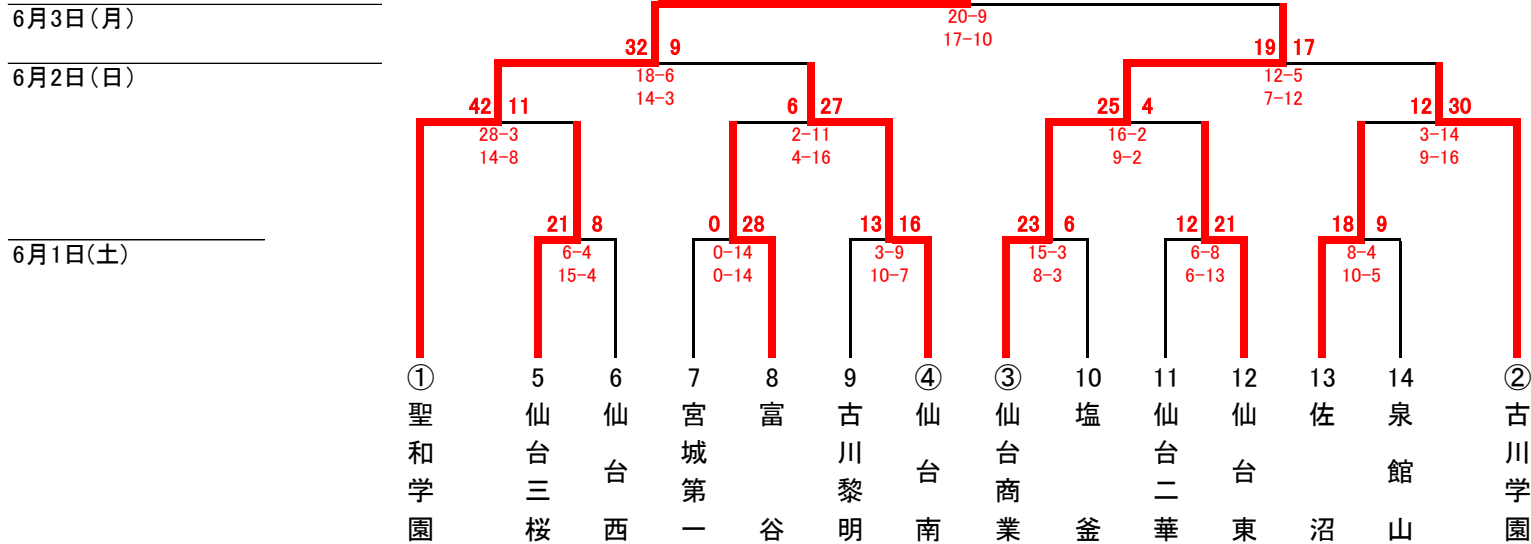 20-9
6月3日(月)
17-10
32 9
19 17
6月2日(日)
18-6
12-5
14-3
7-12
42 11
6 27
25 4
12 30
28-3
2-11
16-2
3-14
14-8
4-16
9-2
9-16
21 8
0 28
13 16
23 6
12 21
18 9
6月1日(土)
6-4
0-14
3-9
15-3
6-8
8-4
15-4
0-14
10-7
8-3
6-13
10-5
① 5 6 7 8 9 ④ ③ 10 11 12 13 14 ②
聖和学園
仙台三桜
仙台西
宮城第一
富谷
古川黎明
仙台南
仙台商業
塩釜
仙台二華
仙台東
佐沼
泉館山
古川学園